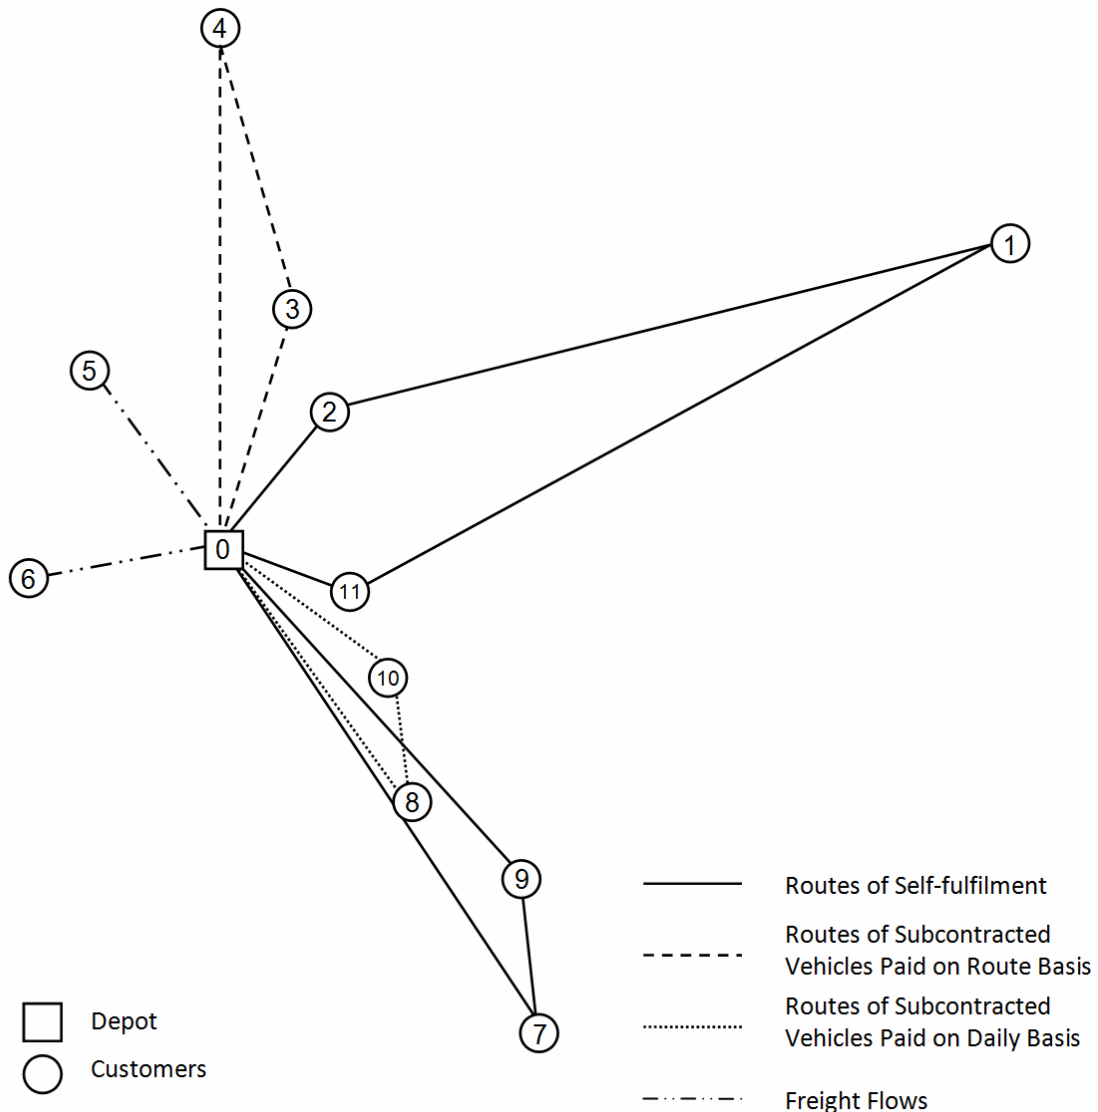 4
1
3
5
2
0
6
11
10
8
9
7
Routes of Self-fulfilment
Routes of Subcontracted
Vehicles Paid on Route Basis
Routes of Subcontracted
Vehicles Paid on Daily Basis
Freight Flows
Depot
Customers